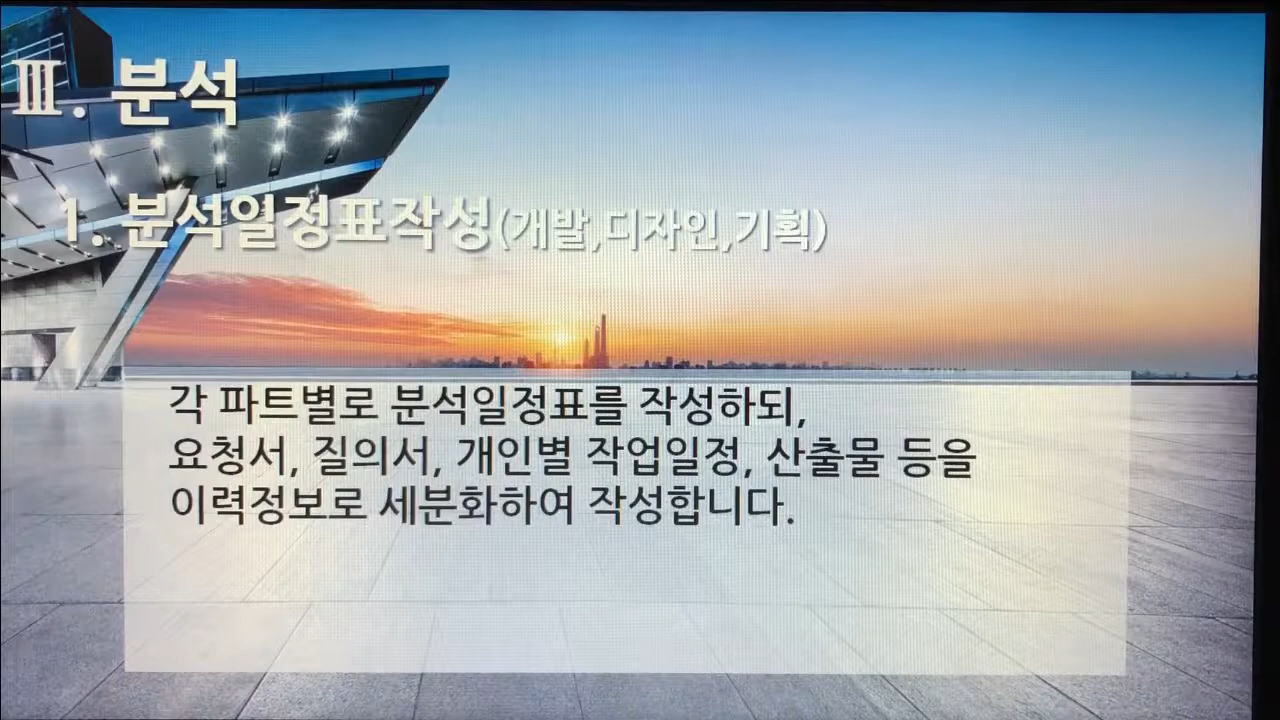 Ⅲ. 분석
1. 분석일정표작성(개발,디자인,기획)
각 파트별로 분석일정표를 작성하되,
요청서, 질의서, 개인별 작업일정, 산출물 등을
이력정보로 세분화하여 작성합니다.